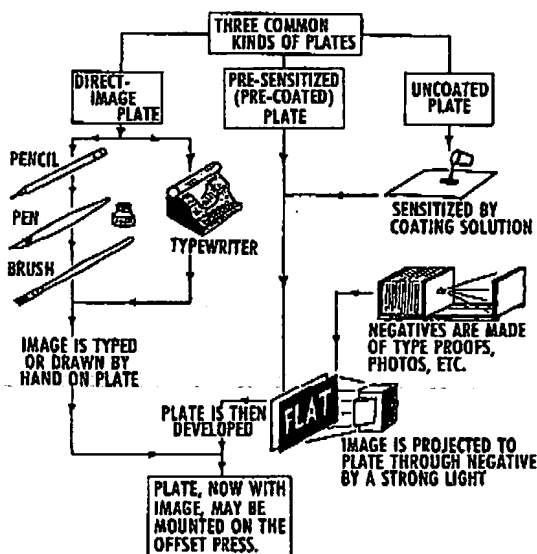 THREE COMMON
KINDS OF PLATES
DIRECT-
IMAGE
PLATE
PRE-SENSITIZED
(PRE-COATED)
PLATE
UNCOATED
PLATE
PENCIL
PEN
BRUSH
TYPEWRITER
SENSITIZED BY
COATING SOLUTION
NEGATIVES ARE MADE
OF TYPE PROOFS,
PHOTOS, ETC.
IMAGE IS TYPED
OR DRAWN BY
HAND ON PLATE
PLATE IS THEN
DEVELOPED
FLAT
IMAGE IS PROJECTED TO
PLATE THROUGH NEGATIVE
BY A STRONG LIGHT
PLATE, NOW WITH
IMAGE, MAY BE
MOUNTED ON THE
OFFSET PRESS.